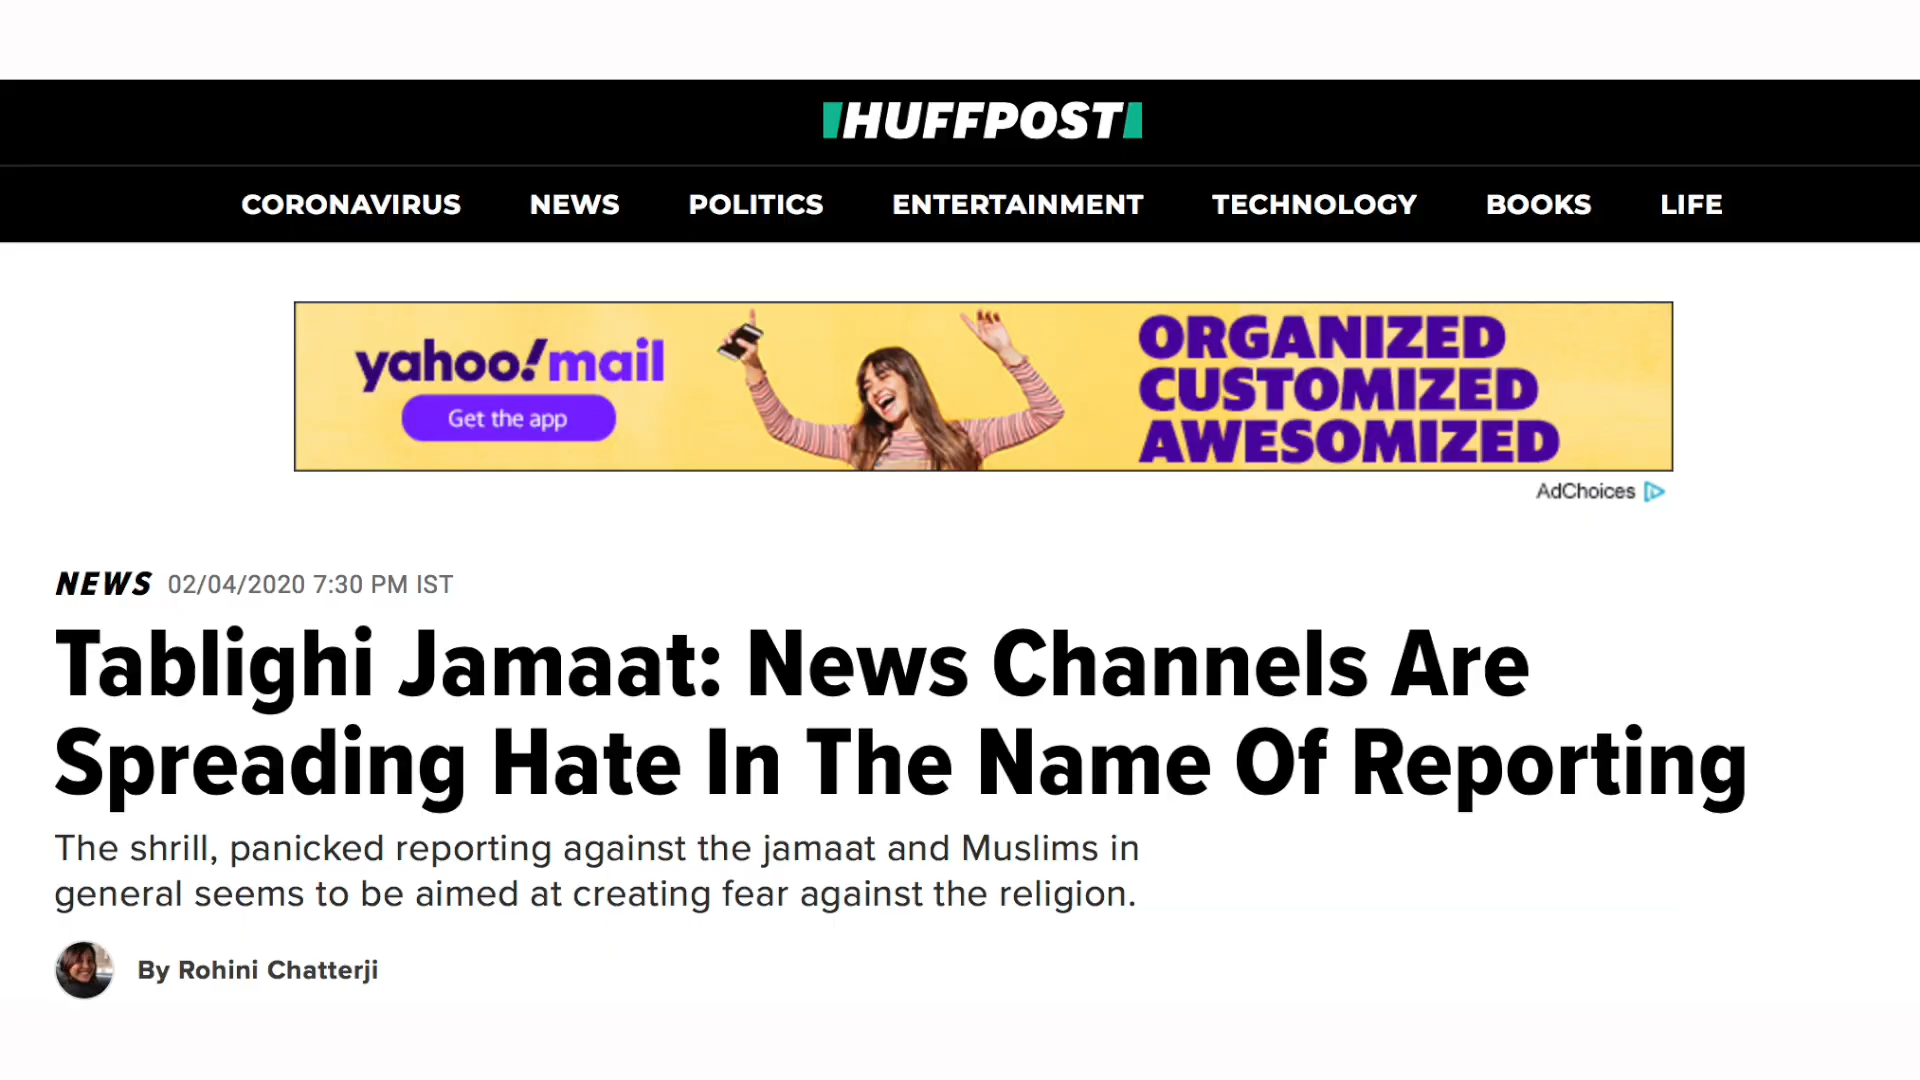 HUFFPOST
CORONAVIRUS NEWS POLITICS ENTERTAINMENT TECHNOLOGY BOOKS LIFE
yahoo!mail
Get the app
ORGANIZED
CUSTOMIZED
AWESOMIZED
AdChoices
NEWS 02/04/2020 7:30 PM IST
Tablighi Jamaat: News Channels Are
Spreading Hate In The Name Of Reporting
The shrill, panicked reporting against the jamaat and Muslims in
general seems to be aimed at creating fear against the religion.
By Rohini Chatterji